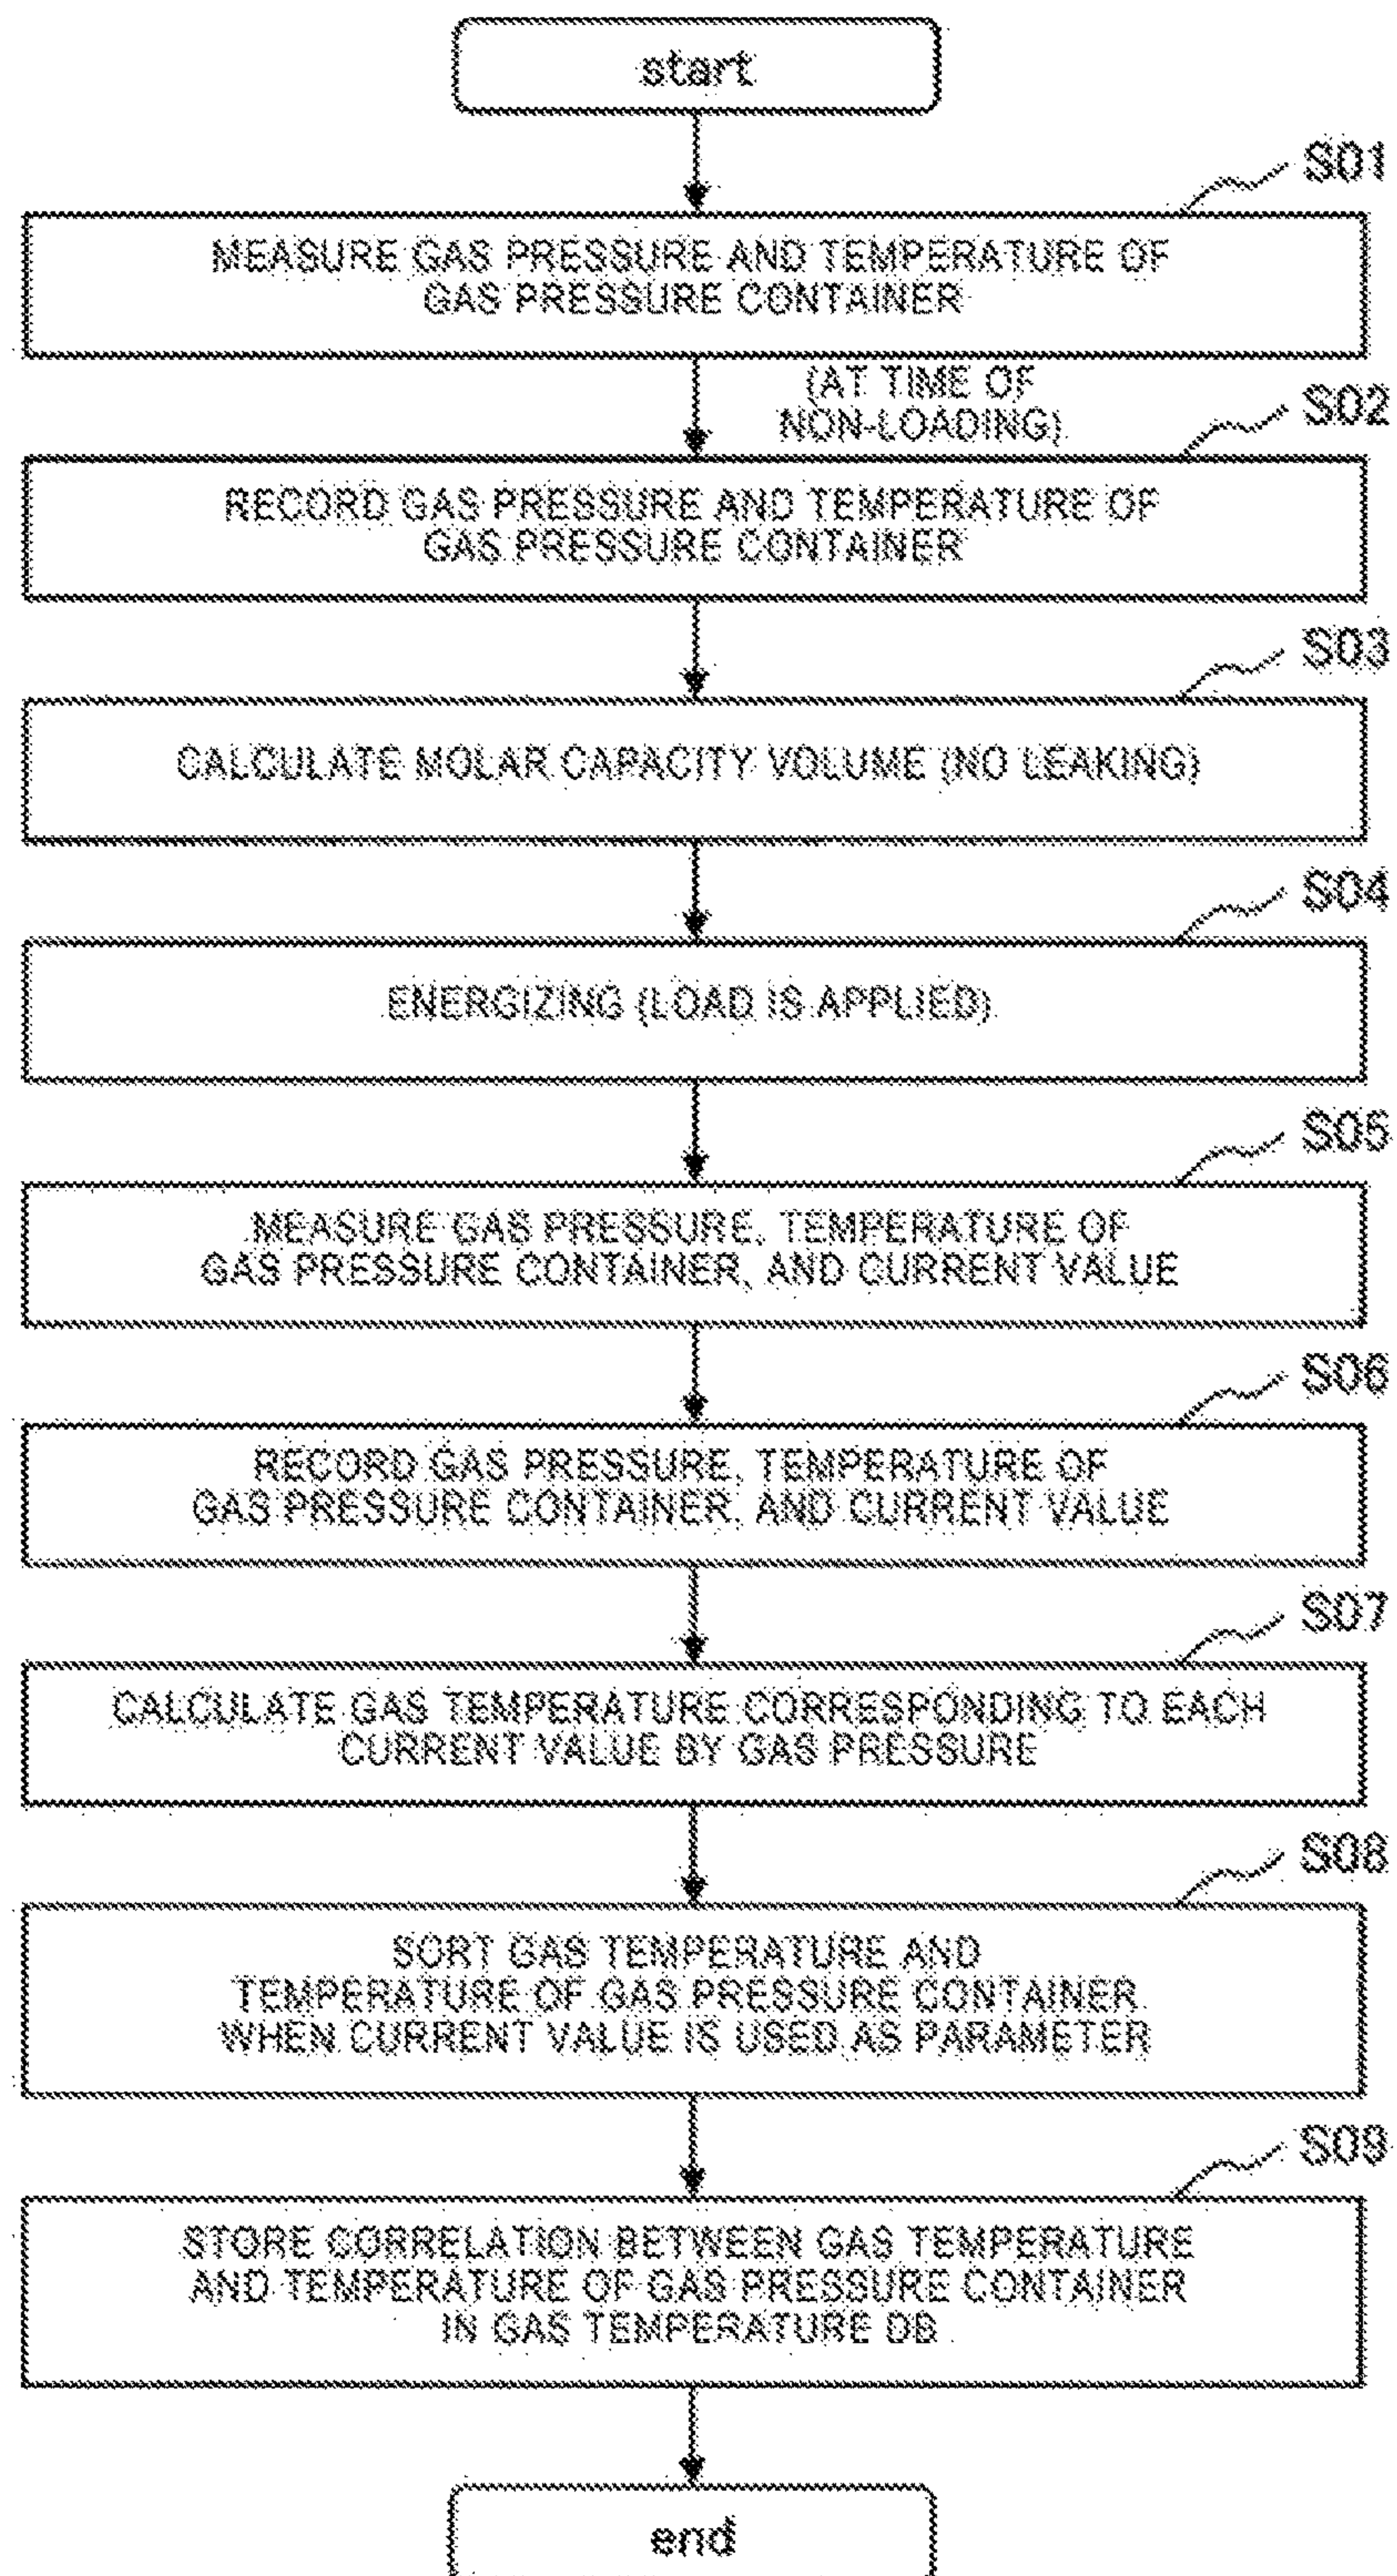 start
S01
MEASURE GAS PRESSURE AND TEMPERATURE OF
GAS PRESSURE CONTAINER
(AT TIME OF
NON-LOADING)
S02
RECORD GAS PRESSURE AND TEMPERATURE OF
GAS PRESSURE CONTAINER
S03
CALCULATE MOLAR CAPACITY VOLUME (NO LEAKING)
S04
ENERGIZING (LOAD IS APPLIED)
S05
MEASURE GAS PRESSURE, TEMPERATURE OF
GAS PRESSURE CONTAINER, AND CURRENT VALUE
S06
RECORD GAS PRESSURE, TEMPERATURE OF
GAS PRESSURE CONTAINER, AND CURRENT VALUE
S07
CALCULATE GAS TEMPERATURE CORRESPONDING TO EACH
CURRENT VALUE BY GAS PRESSURE
S08
SORT GAS TEMPERATURE AND
TEMPERATURE OF GAS PRESSURE CONTAINER
WHEN CURRENT VALUE IS USED AS PARAMETER
S09
STORE CORRELATION BETWEEN GAS TEMPERATURE
AND TEMPERATURE OF GAS PRESSURE CONTAINER
IN GAS TEMPERATURE DB
end